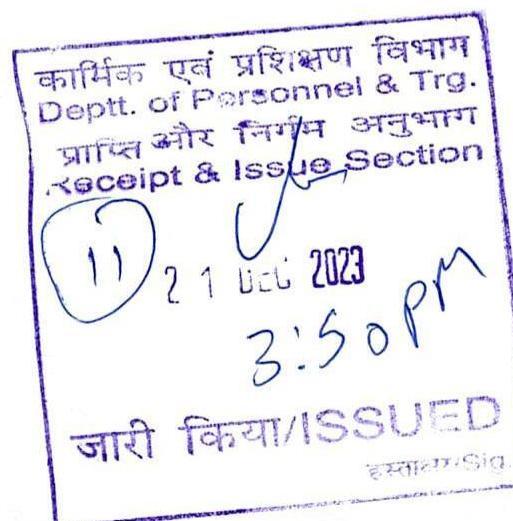 कार्मिक एवं प्रशिक्षण विभाग
Deptt. of Personnel & Trg.
प्राप्ति और निर्गम अनुभाग
Receipt & Issue Section
11
21 DEC 2023
3:50 PM
जारी किया/ISSUED
हस्ताक्षर/Sig.